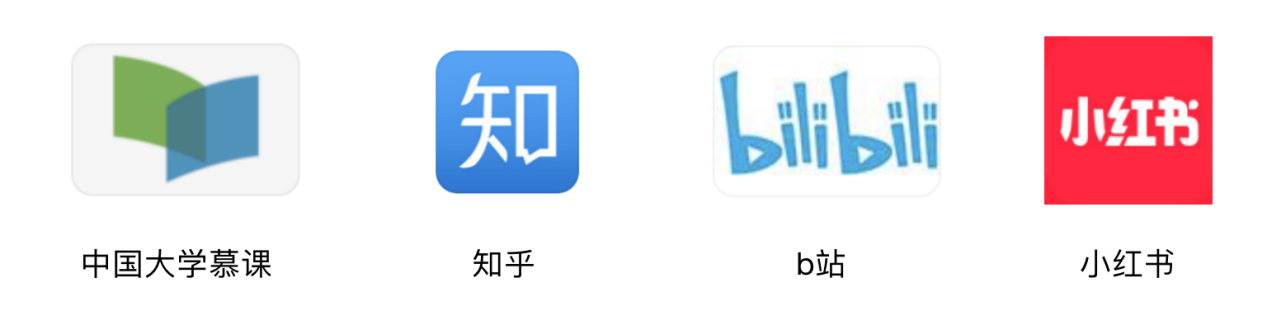 知
bilibili
小红书
中国大学慕课
知乎
b站
小红书